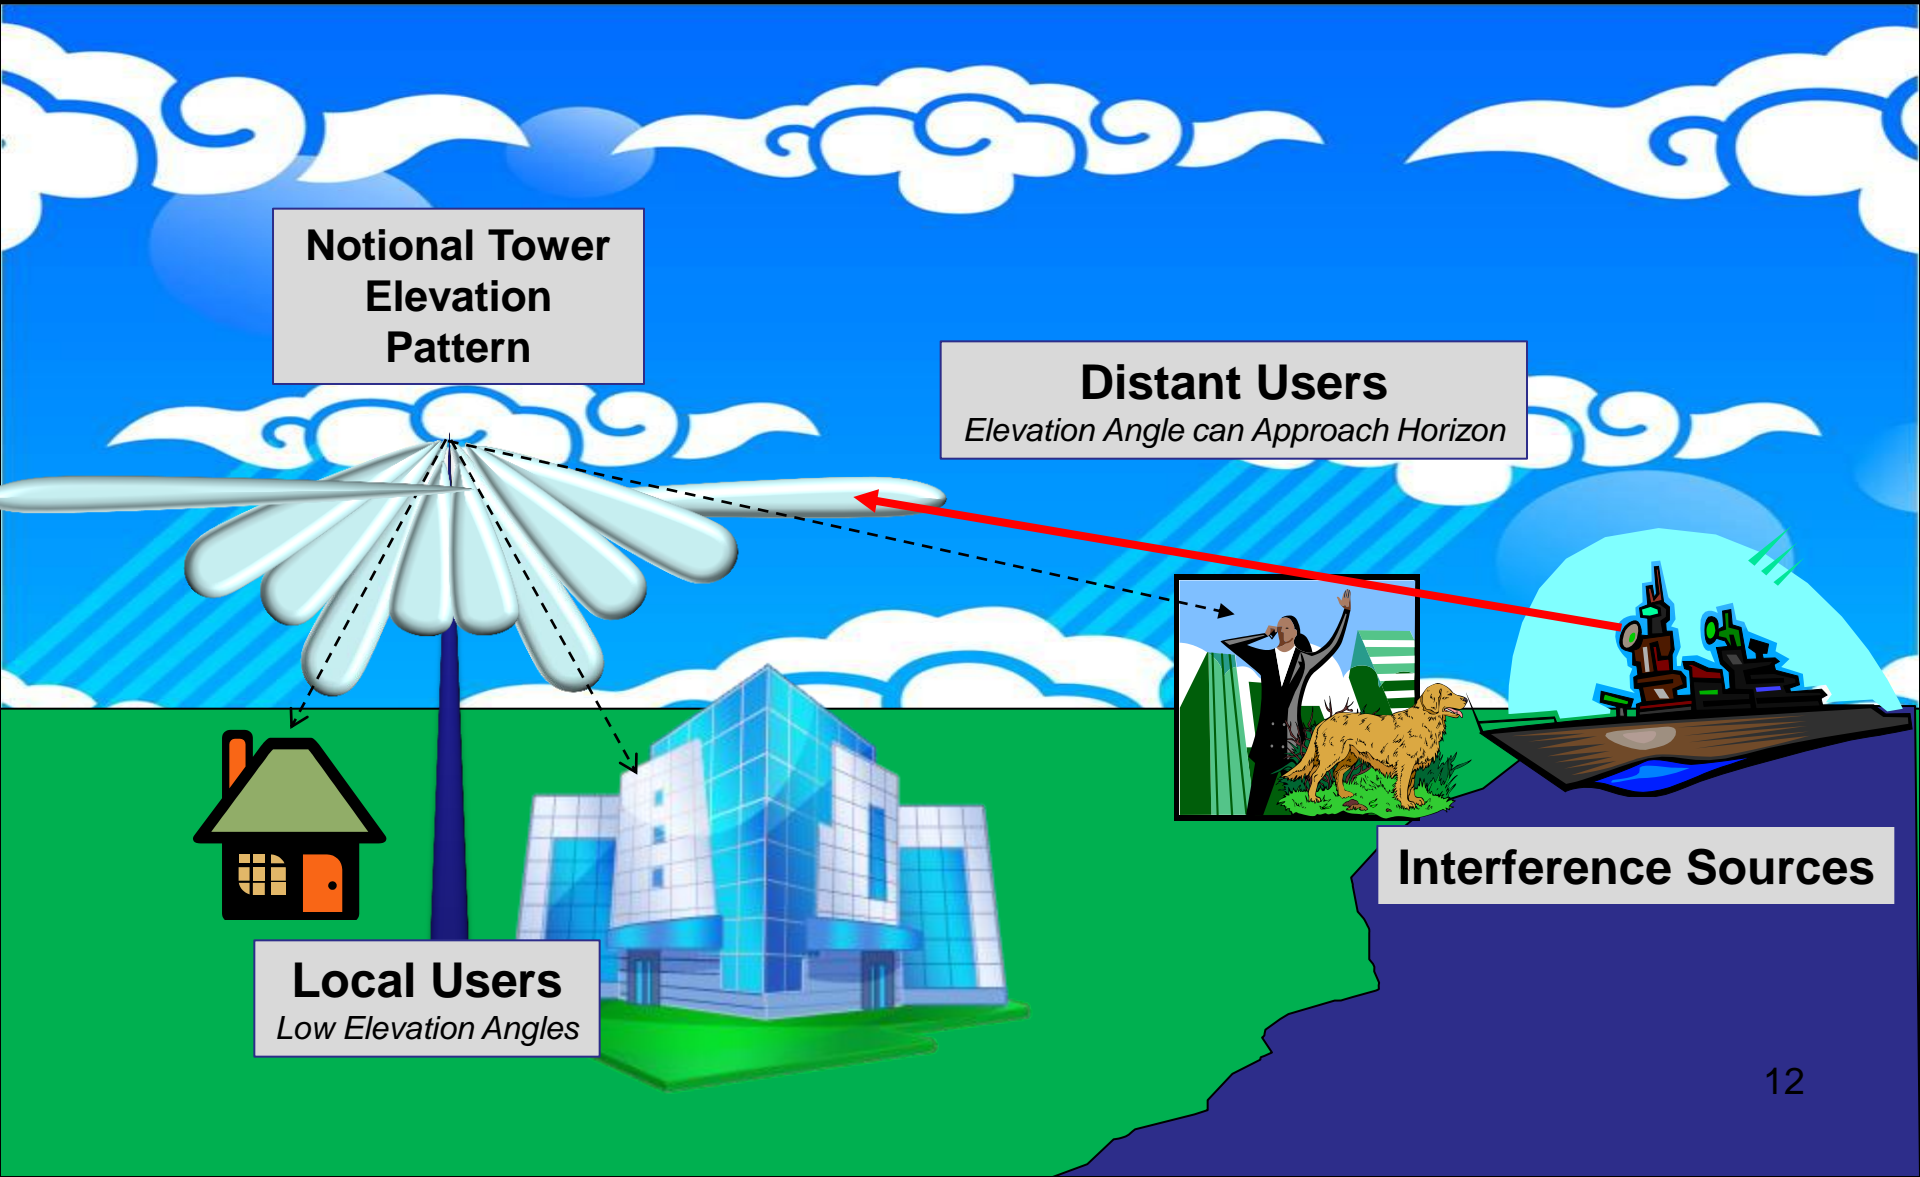 Notional Tower
Elevation
Pattern
Distant Users
Elevation Angle can Approach Horizon
Interference Sources
Local Users
Low Elevation Angles
12